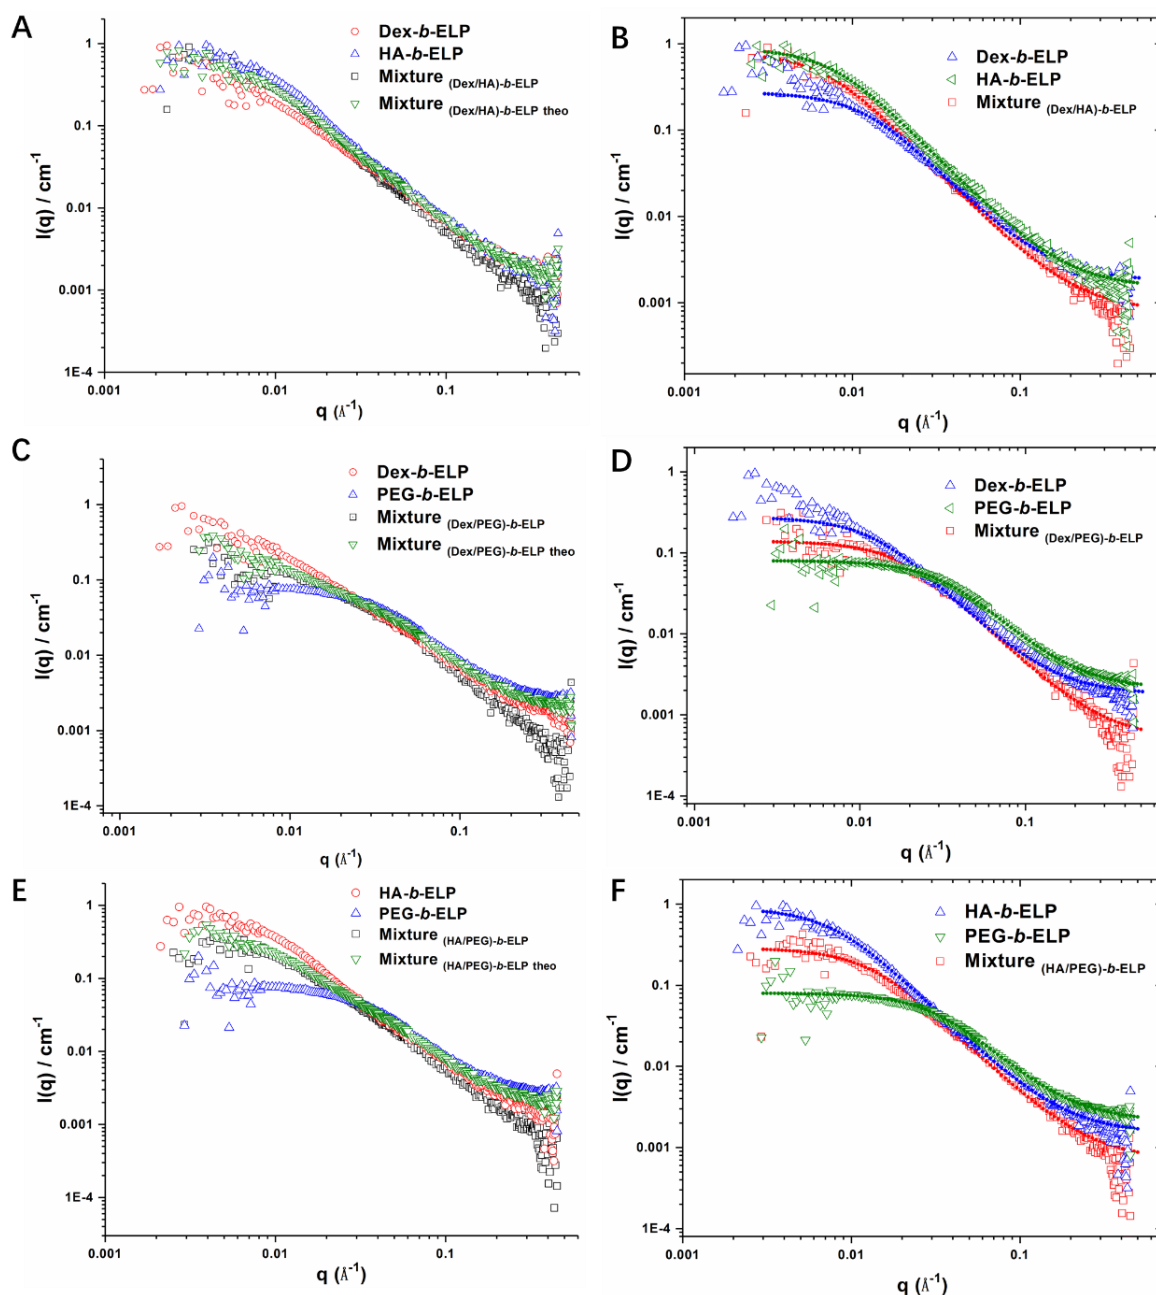 A
Dex-b-ELP
HA-b-ELP
Mixture (Dex/HA)-b-ELP
Mixture (Dex/HA)-b-ELP theo
1
0.1
0.01
0.001
1E-4
I(q) / cm⁻¹
0.001 0.01 0.1
q (Å⁻¹)
B
Dex-b-ELP
HA-b-ELP
Mixture (Dex/HA)-b-ELP
1
0.1
0.01
0.001
I(q) / cm⁻¹
0.001 0.01 0.1
q (Å⁻¹)
C
Dex-b-ELP
PEG-b-ELP
Mixture (Dex/PEG)-b-ELP
Mixture (Dex/PEG)-b-ELP theo
1
0.1
0.01
0.001
1E-4
I(q) / cm⁻¹
0.001 0.01 0.1
q (Å⁻¹)
D
Dex-b-ELP
PEG-b-ELP
Mixture (Dex/PEG)-b-ELP
1
0.1
0.01
0.001
1E-4
I(q) / cm⁻¹
0.001 0.01 0.1
q (Å⁻¹)
E
HA-b-ELP
PEG-b-ELP
Mixture (HA/PEG)-b-ELP
Mixture (HA/PEG)-b-ELP theo
1
0.1
0.01
0.001
1E-4
I(q) / cm⁻¹
0.001 0.01 0.1
q (Å⁻¹)
F
HA-b-ELP
PEG-b-ELP
Mixture (HA/PEG)-b-ELP
1
0.1
0.01
0.001
1E-4
I(q) / cm⁻¹
0.001 0.01 0.1
q (Å⁻¹)